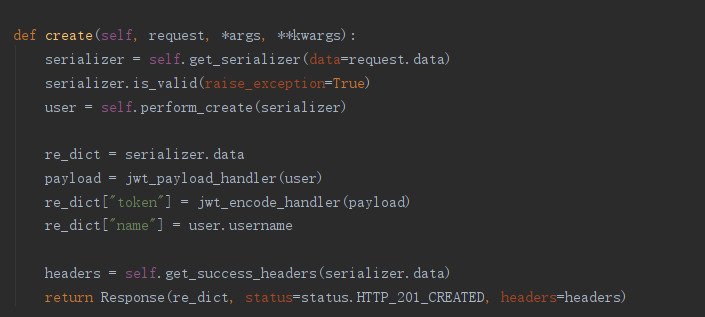 def create(self, request, *args, **kwargs):
    serializer = self.get_serializer(data=request.data)
    serializer.is_valid(raise_exception=True)
    user = self.perform_create(serializer)

    re_dict = serializer.data
    payload = jwt_payload_handler(user)
    re_dict["token"] = jwt_encode_handler(payload)
    re_dict["name"] = user.username

    headers = self.get_success_headers(serializer.data)
    return Response(re_dict, status=status.HTTP_201_CREATED, headers=headers)